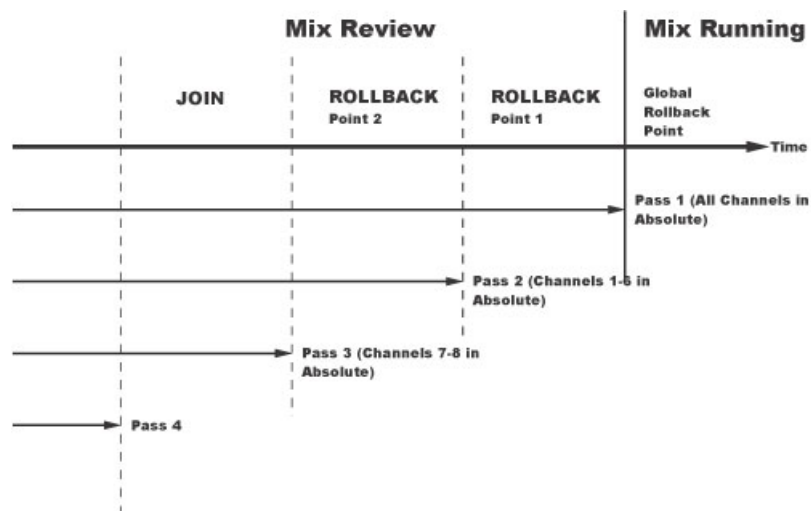 Mix Review
Mix Running
JOIN
ROLLBACK
Point 2
ROLLBACK
Point 1
Global
Rollback
Point
Time
Pass 1 (All Channels in
Absolute)
Pass 2 (Channels 1-6 in
Absolute)
Pass 3 (Channels 7-8 in
Absolute)
Pass 4